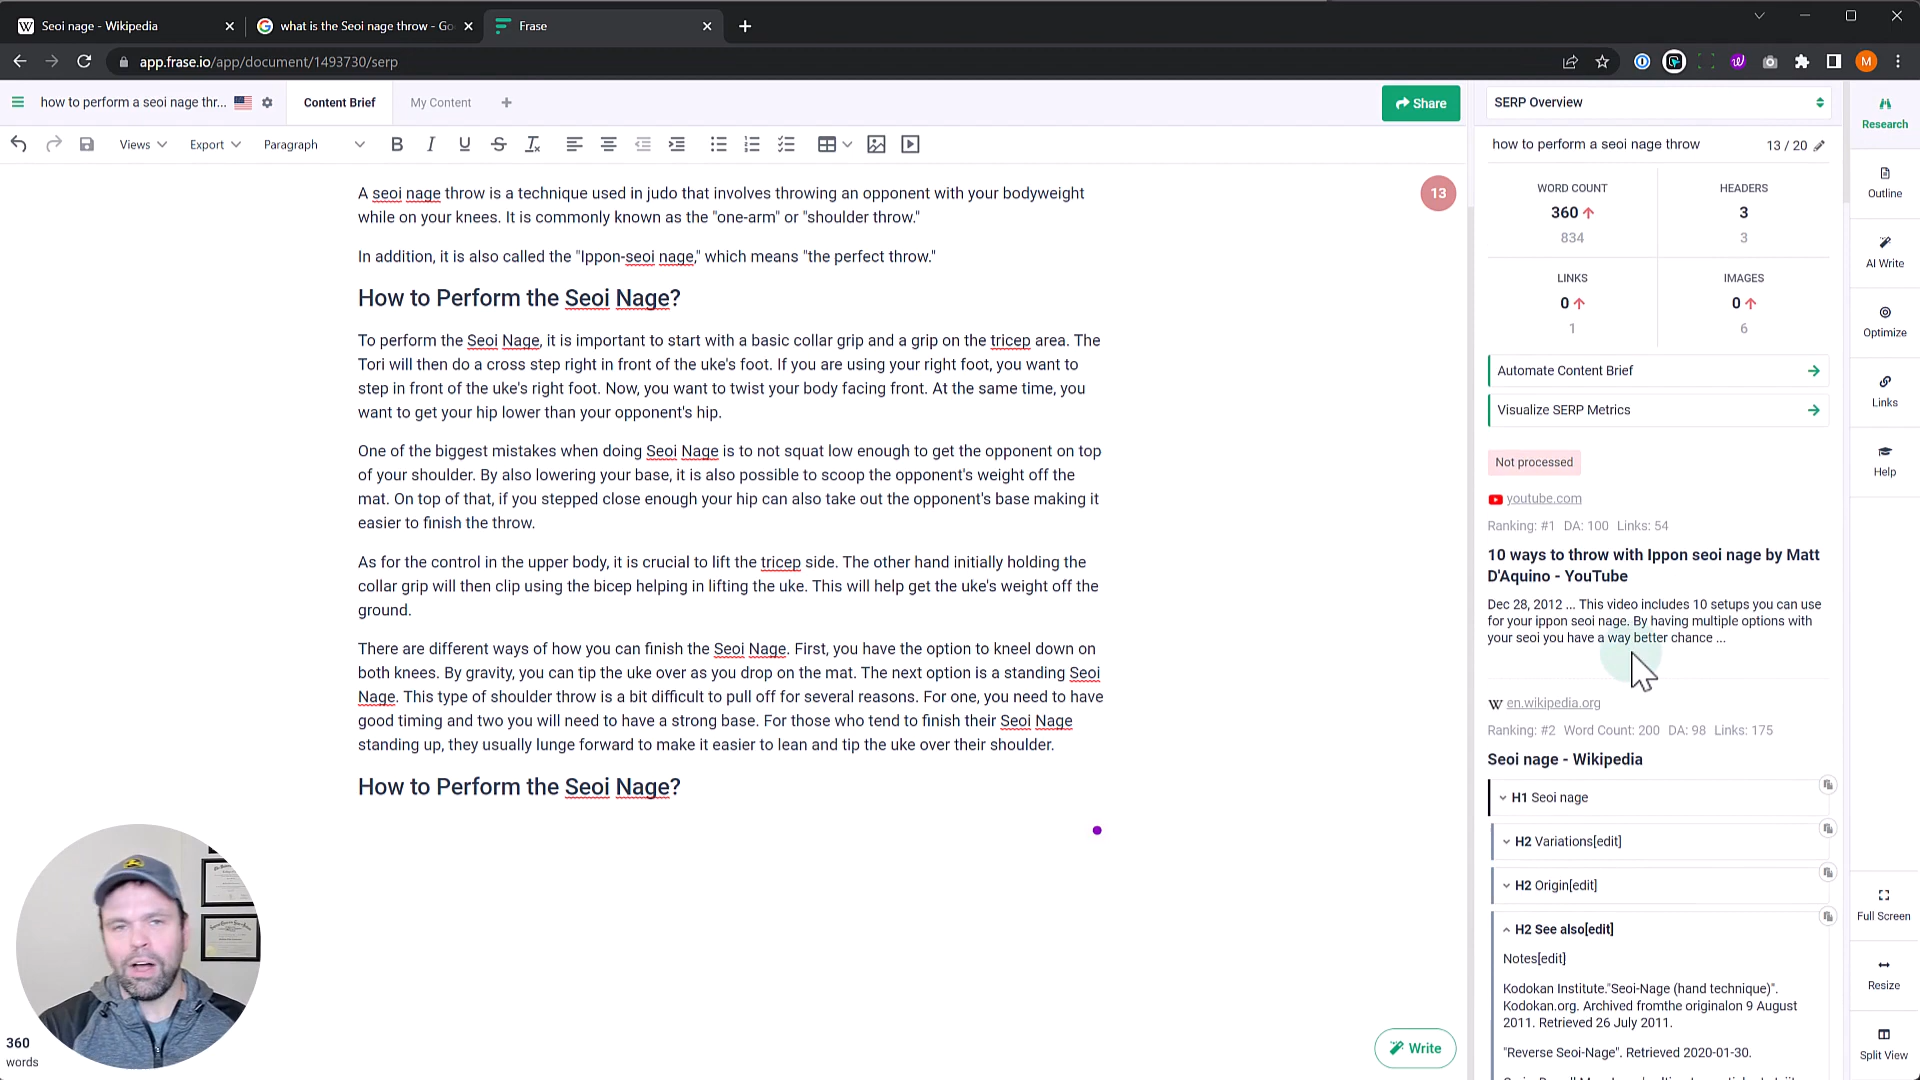 Seoi nage - Wikipedia
what is the Seoi nage throw - Go
Frase
app.frase.io/app/document/1493730/serp
M
how to perform a seoi nage thr...
Content Brief
My Content
Share
Views
Export
Paragraph
A seoi nage throw is a technique used in judo that involves throwing an opponent with your bodyweight
while on your knees. It is commonly known as the "one-arm" or "shoulder throw."
13
In addition, it is also called the "Ippon-seoi nage," which means "the perfect throw."
How to Perform the Seoi Nage?
To perform the Seoi Nage, it is important to start with a basic collar grip and a grip on the tricep area. The
Tori will then do a cross step right in front of the uke's foot. If you are using your right foot, you want to
step in front of the uke's right foot. Now, you want to twist your body facing front. At the same time, you
want to get your hip lower than your opponent's hip.
One of the biggest mistakes when doing Seoi Nage is to not squat low enough to get the opponent on top
of your shoulder. By also lowering your base, it is also possible to scoop the opponent's weight off the
mat. On top of that, if you stepped close enough your hip can also take out the opponent's base making it
easier to finish the throw.
As for the control in the upper body, it is crucial to lift the tricep side. The other hand initially holding the
collar grip will then clip using the bicep helping in lifting the uke. This will help get the uke's weight off the
ground.
There are different ways of how you can finish the Seoi Nage. First, you have the option to kneel down on
both knees. By gravity, you can tip the uke over as you drop on the mat. The next option is a standing Seoi
Nage. This type of shoulder throw is a bit difficult to pull off for several reasons. For one, you need to have
good timing and two you will need to have a strong base. For those who tend to finish their Seoi Nage
standing up, they usually lunge forward to make it easier to lean and tip the uke over their shoulder.
How to Perform the Seoi Nage?
360
words
Write
SERP Overview
how to perform a seoi nage throw
13 / 20
WORD COUNT
360
834
HEADERS
3
3
LINKS
0
1
IMAGES
0
6
Automate Content Brief
Visualize SERP Metrics
Not processed
youtube.com
Ranking: #1 DA: 100 Links: 54
10 ways to throw with Ippon seoi nage by Matt
D'Aquino - YouTube
Dec 28, 2012 ... This video includes 10 setups you can use
for your ippon seoi nage. By having multiple options with
your seoi you have a way better chance ...
en.wikipedia.org
Ranking: #2 Word Count: 200 DA: 98 Links: 175
Seoi nage - Wikipedia
H1 Seoi nage
H2 Variations[edit]
H2 Origin[edit]
H2 See also[edit]
Notes[edit]
Kodokan Institute."Seoi-Nage (hand technique)".
Kodokan.org. Archived fromthe originalon 9 August
2011. Retrieved 26 July 2011.
"Reverse Seoi-Nage". Retrieved 2020-01-30.
Research
Outline
AI Write
Optimize
Links
Help
Full Screen
Resize
Split View